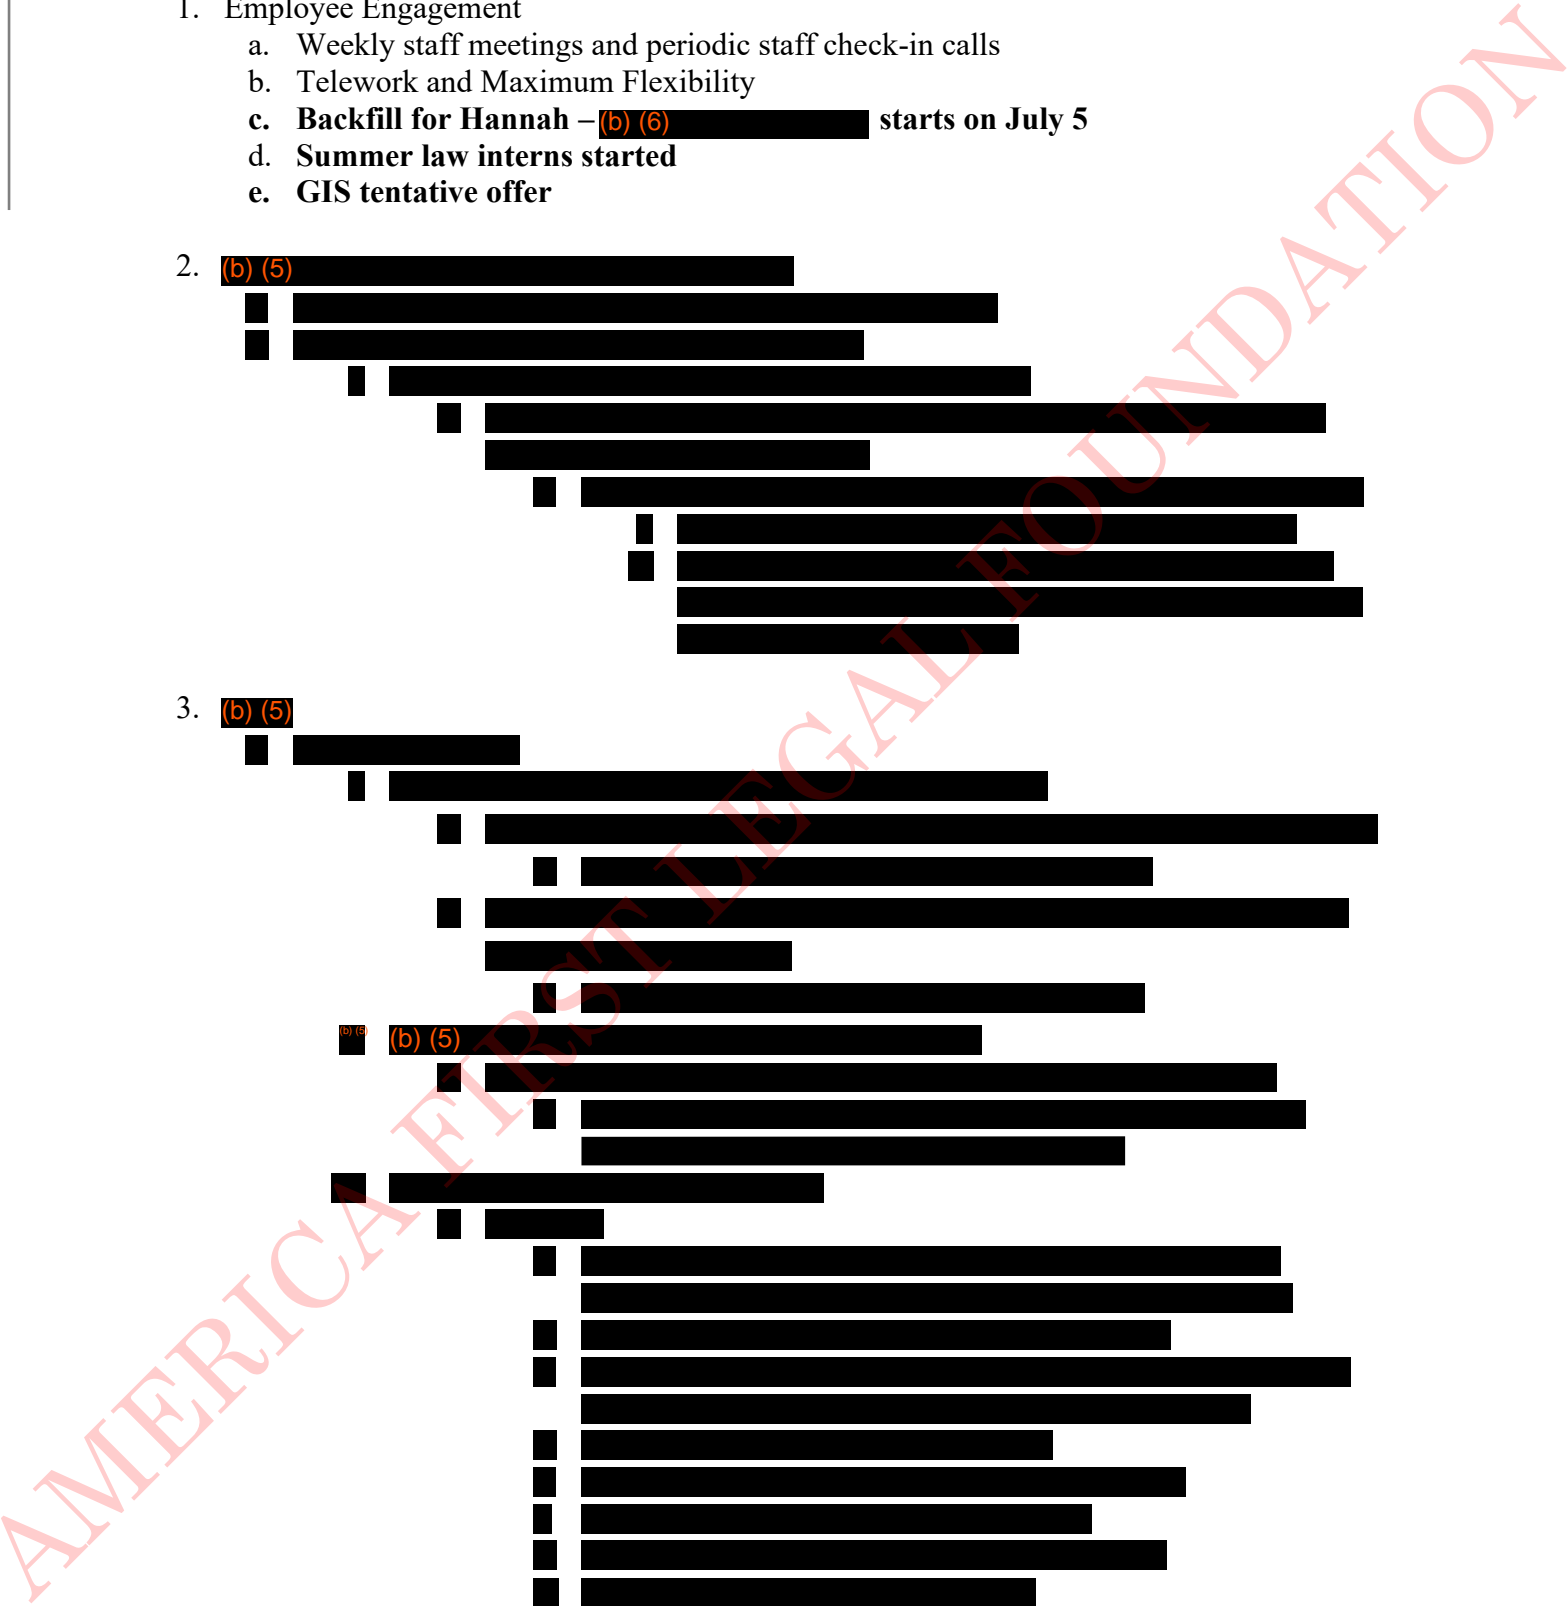 1. Employee Engagement
a. Weekly staff meetings and periodic staff check-in calls
b. Telework and Maximum Flexibility
c. Backfill for Hannah – (b) (6) starts on July 5
d. Summer law interns started
e. GIS tentative offer
2. (b) (5)
3. (b) (5)
(b) (5) (b) (5)
AMERICA FIRST LEGAL FOUNDATION